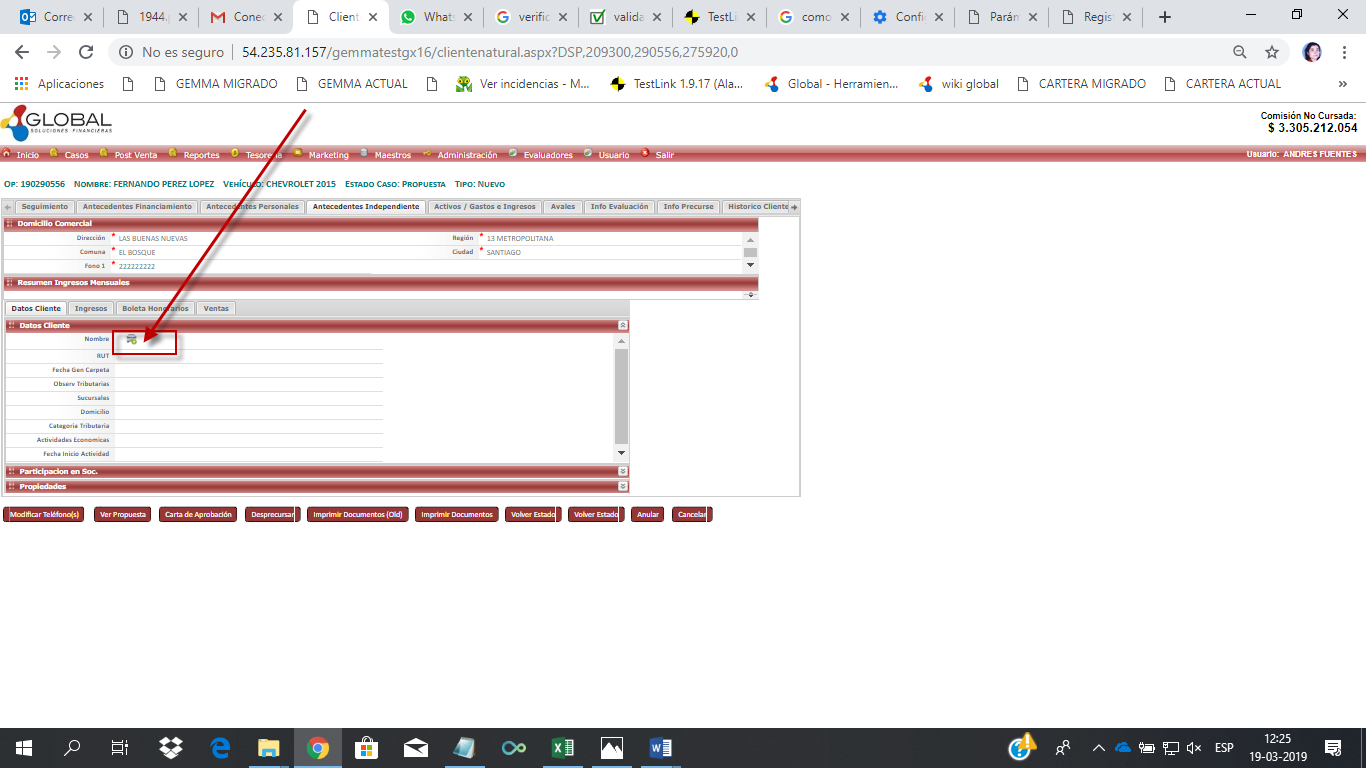 Corre
1944.
Conec
Client
Whats
verific
valida
TestLi
como
Confi
Parán
Regis
No es seguro | 54.235.81.157/gemmatestgx16/clientenatural.aspx?DSP,209300,290556,275920,0
Aplicaciones GEMMA MIGRADO GEMMA ACTUAL Ver incidencias - M... TestLink 1.9.17 (Ala... Global - Herramien... wiki global CARTERA MIGRADO CARTERA ACTUAL »
GLOBAL
SOLUCIONES FINANCIERAS
Comisión No Cursada:
$ 3.305.212.054
Inicio Casos Post Venta Reportes Marketing Maestros Administración Evaluadores Usuario Salir Usuario: ANDRES FUENTES
Op: 190290556 Nombre: FERNANDO PEREZ LOPEZ Vehículo: CHEVROLET 2015 Estado Caso: Propuesta Tipo: Nuevo
Seguimiento Antecedentes Financiamiento Antecedentes Personales Antecedentes Independiente Activos / Gastos e Ingresos Avales Info Evaluación Info Precurse Historico Cliente
Domicilio Comercial
Dirección * LAS BUENAS NUEVAS Región * 13 METROPOLITANA
Comuna * EL BOSQUE Ciudad * SANTIAGO
Fono 1 * 222222222
Resumen Ingresos Mensuales
Datos Cliente Ingresos Boleta Honorarios Ventas
Datos Cliente
Nombre
RUT
Fecha Gen Carpeta
Observ Tributarias
Sucursales
Domicilio
Categoria Tributaria
Actividades Economicas
Fecha Inicio Actividad
Participacion en Soc.
Propiedades
Modificar Teléfono(s) Ver Propuesta Carta de Aprobación Desprecursar Imprimir Documentos (Old) Imprimir Documentos Volver Estado Volver Estado Anular Cancelar
ESP
12:25
19-03-2019